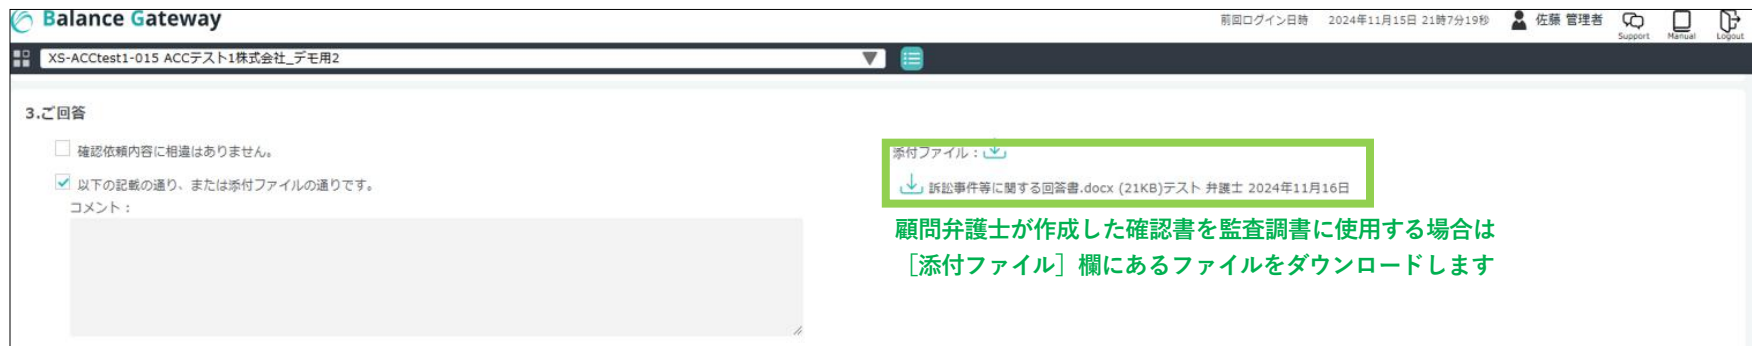 Balance Gateway
前回ログイン日時 2024年11月15日 21時7分19秒 佐藤 管理者 Support Manual Logout
XS-ACCtest1-015 ACCテスト1株式会社_デモ用2
3.ご回答
確認依頼内容に相違はありません。
以下の記載の通り、または添付ファイルの通りです。
コメント：
添付ファイル：
訴訟事件等に関する回答書.docx (21KB)テスト 弁護士 2024年11月16日
顧問弁護士が作成した確認書を監査調書に使用する場合は
［添付ファイル］欄にあるファイルをダウンロードします